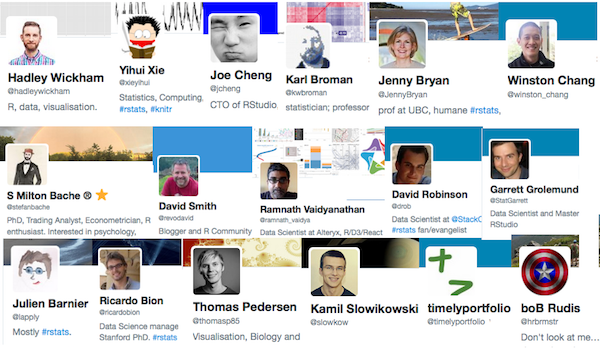 Hadley Wickham
@hadleywickham
R, data, visualisation.
Yihui Xie
@xieyihui
Statistics, Computing,
#rstats, #knitr
Joe Cheng
@jcheng
CTO of RStudio
Karl Broman
@kwbroman
statistician; professor
Jenny Bryan
@JennyBryan
prof at UBC, humane #rstats,
Winston Chang
@winston_chang
S Milton Bache ®
@stefanbache
PhD, Trading Analyst, Econometrician, R
enthusiast. Interested in psychology,
David Smith
@revodavid
Blogger and R Community
Ramnath Vaidyanathan
@ramnath_vaidya
Data Scientist at Alteryx, R/D3/React
David Robinson
@drob
Data Scientist at @StackO
#rstats fan/evangelist
Garrett Grolemund
@StatGarrett
Data Scientist and Master
RStudio
Julien Barnier
@lapply
Mostly #rstats.
Ricardo Bion
@ricardobion
Data Science manage
Stanford PhD. #rstats
Thomas Pedersen
@thomasp85
Visualisation, Biology and
Kamil Slowikowski
@slowkow
timelyportfolio
@timelyportfolio
boB Rudis
@hrbrmstr
Don't look at me…